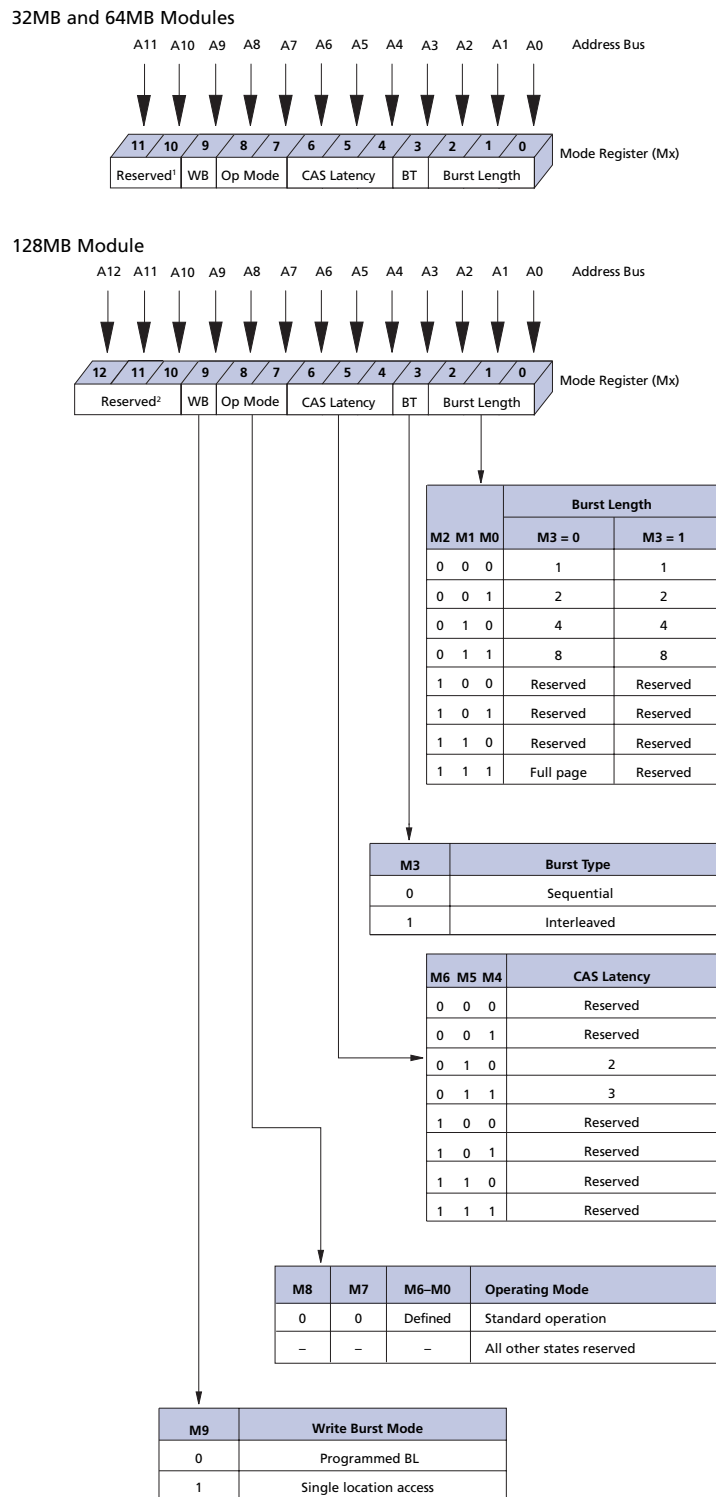 32MB and 64MB Modules
A11 A10 A9 A8 A7 A6 A5 A4 A3 A2 A1 A0 Address Bus
11 10 9 8 7 6 5 4 3 2 1 0
Mode Register (Mx)
Reserved¹ WB Op Mode CAS Latency BT Burst Length
128MB Module
A12 A11 A10 A9 A8 A7 A6 A5 A4 A3 A2 A1 A0 Address Bus
12 11 10 9 8 7 6 5 4 3 2 1 0
Mode Register (Mx)
Reserved² WB Op Mode CAS Latency BT Burst Length
Burst Length
M2 M1 M0 M3 = 0 M3 = 1
0 0 0 1 1
0 0 1 2 2
0 1 0 4 4
0 1 1 8 8
1 0 0 Reserved Reserved
1 0 1 Reserved Reserved
1 1 0 Reserved Reserved
1 1 1 Full page Reserved
M3 Burst Type
0 Sequential
1 Interleaved
M6 M5 M4 CAS Latency
0 0 0 Reserved
0 0 1 Reserved
0 1 0 2
0 1 1 3
1 0 0 Reserved
1 0 1 Reserved
1 1 0 Reserved
1 1 1 Reserved
M8 M7 M6–M0 Operating Mode
0 0 Defined Standard operation
– – – All other states reserved
M9 Write Burst Mode
0 Programmed BL
1 Single location access